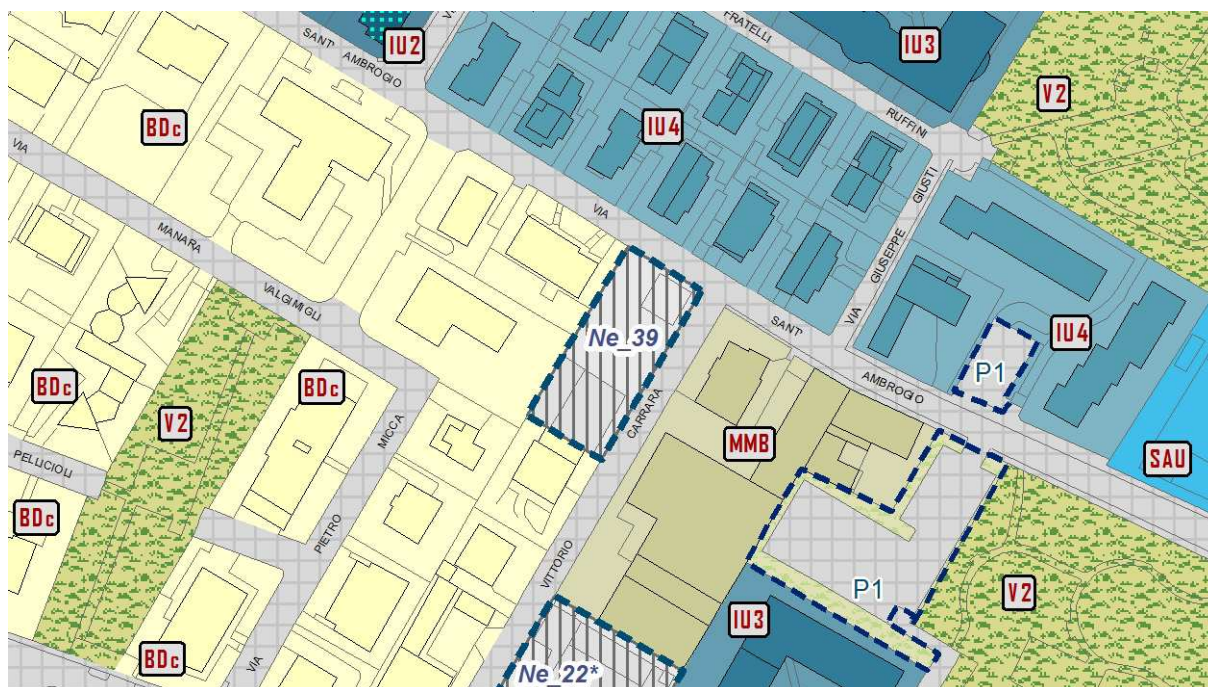 VI
SANT
AMBROGIO
IU2
FRATELLI
RUFFINI
IU3
V2
BDc
IU4
VIA
MANARA
VALGIMIGLI
VIA
SANT
AMBROGIO
VIA
GIUSEPPE
GIUSTI
Ne_39
P1
IU4
BDc
V2
BDc
PELLICIOLI
BDc
MICCA
PIETRO
VIA
CARRARA
VITTORIO
MMB
SAU
P1
V2
IU3
BDc
Ne_22*